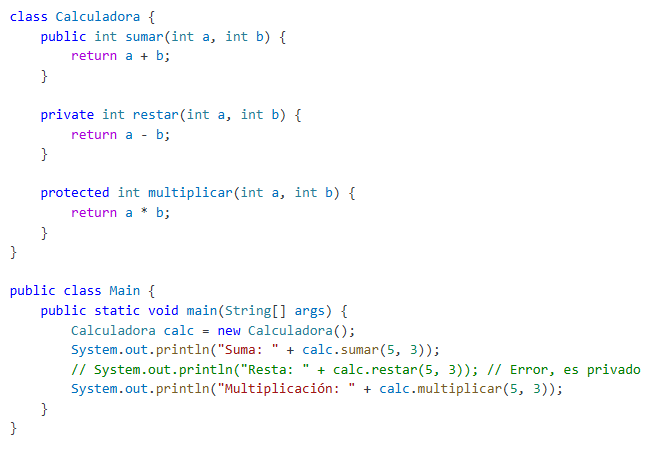 class Calculadora {
    public int sumar(int a, int b) {
        return a + b;
    }

    private int restar(int a, int b) {
        return a - b;
    }

    protected int multiplicar(int a, int b) {
        return a * b;
    }
}

public class Main {
    public static void main(String[] args) {
        Calculadora calc = new Calculadora();
        System.out.println("Suma: " + calc.sumar(5, 3));
        // System.out.println("Resta: " + calc.restar(5, 3)); // Error, es privado
        System.out.println("Multiplicación: " + calc.multiplicar(5, 3));
    }
}